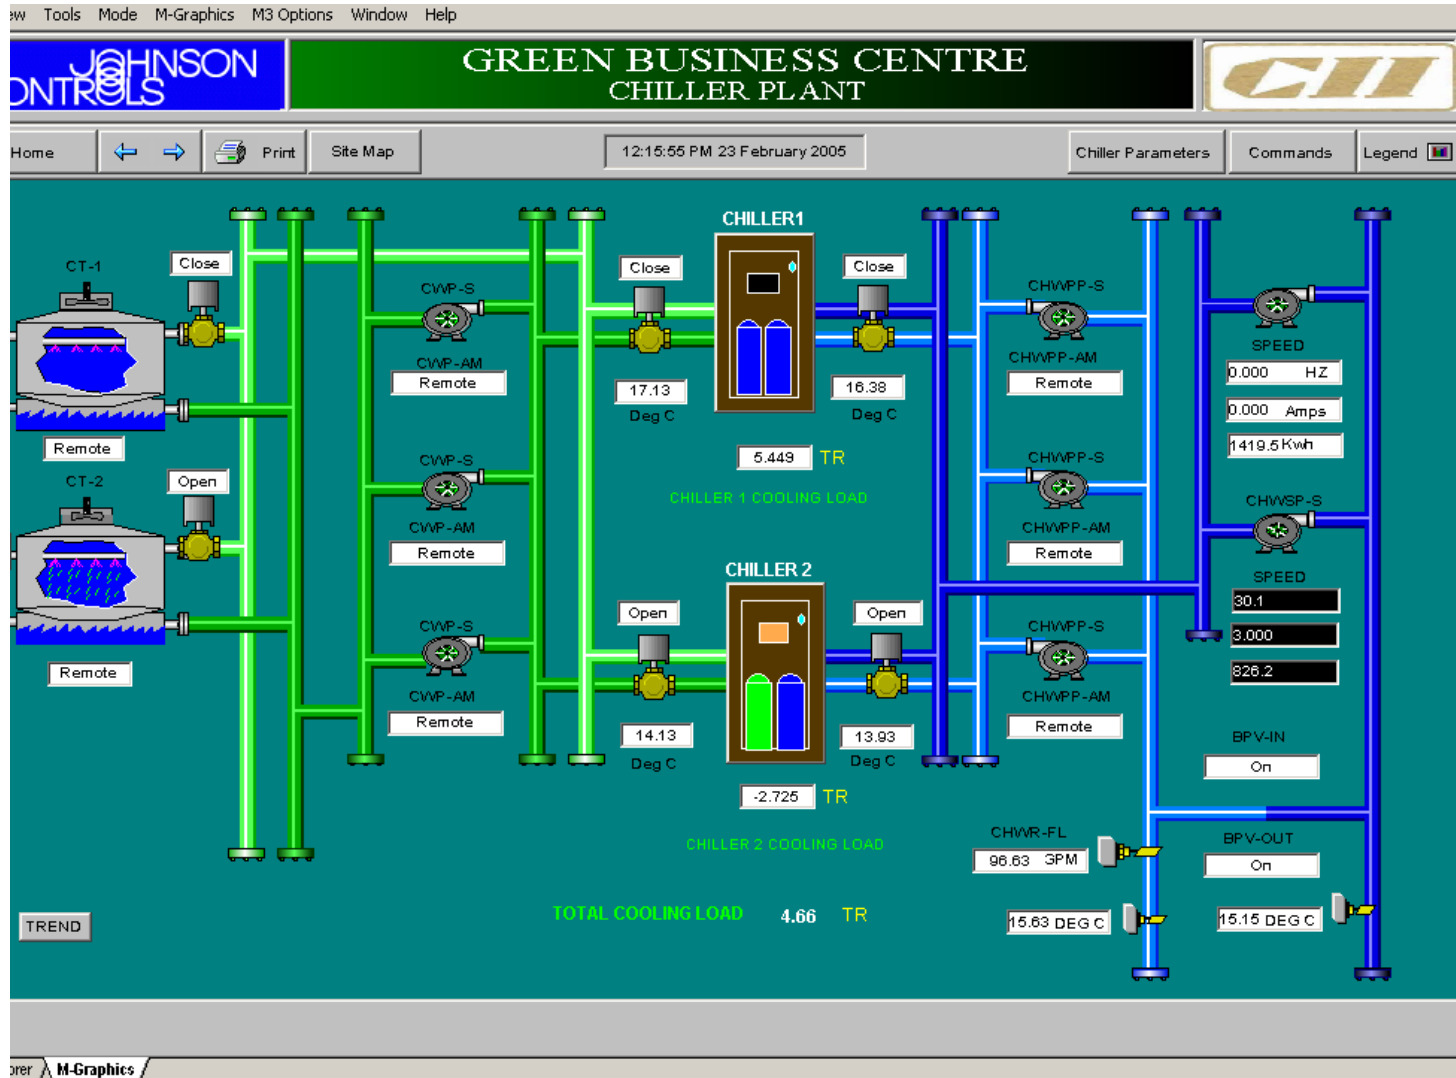 ew Tools Mode M-Graphics M3 Options Window Help
JOHNSON
ONTROLS
GREEN BUSINESS CENTRE
CHILLER PLANT
CII
Home Print Site Map 12:15:55 PM 23 February 2005 Chiller Parameters Commands Legend
CHILLER1
CT-1 Close Close Close
CWP-S CHWPP-S
SPEED
CWP-AM CHWPP-AM
Remote Remote 0.000 HZ
17.13 16.38
Deg C Deg C 0.000 Amps
Remote 5.449 TR 1419.5 Kwh
CWP-S CHWPP-S
CT-2 Open CHILLER 1 COOLING LOAD CHWSP-S
CWP-AM CHWPP-AM
Remote Remote
CHILLER 2 SPEED
Open Open 30.1
CWP-S CHWPP-S 3.000
Remote 826.2
CWP-AM CHWPP-AM
Remote Remote
14.13 13.93 BPV-IN
Deg C Deg C On
-2.725 TR
CHILLER 2 COOLING LOAD CHWR-FL BPV-OUT
96.63 GPM On
TOTAL COOLING LOAD 4.66 TR 15.63 DEG C 15.15 DEG C
TREND
orer M-Graphics